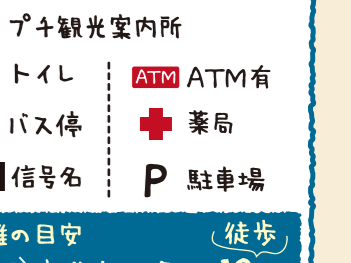 プチ観光案内所
トイレ
ATM ATM有
バス停
薬局
信号名
P 駐車場
の目安
徒歩